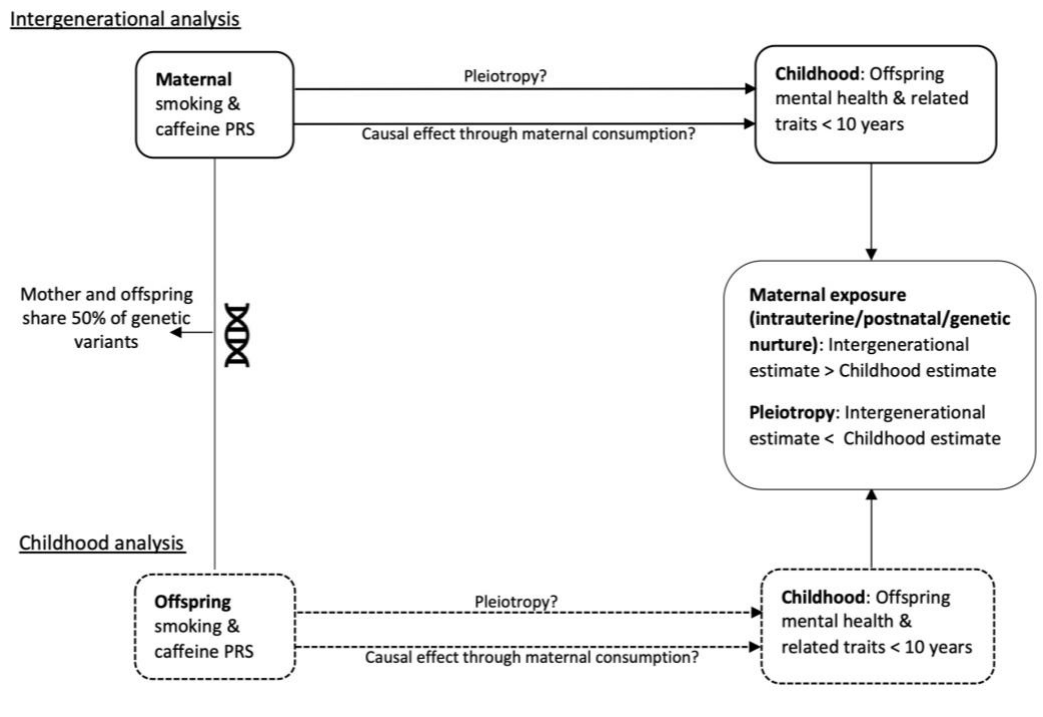 Intergenerational analysis
Maternal
smoking &
caffeine PRS
Pleiotropy?
Causal effect through maternal consumption?
Childhood: Offspring
mental health & related
traits < 10 years
Mother and offspring
share 50% of genetic
variants
Maternal exposure
(intrauterine/postnatal/genetic
nurture): Intergenerational
estimate > Childhood estimate
Pleiotropy: Intergenerational
estimate < Childhood estimate
Childhood analysis
Offspring
smoking &
caffeine PRS
Pleiotropy?
Causal effect through maternal consumption?
Childhood: Offspring
mental health &
related traits < 10 years